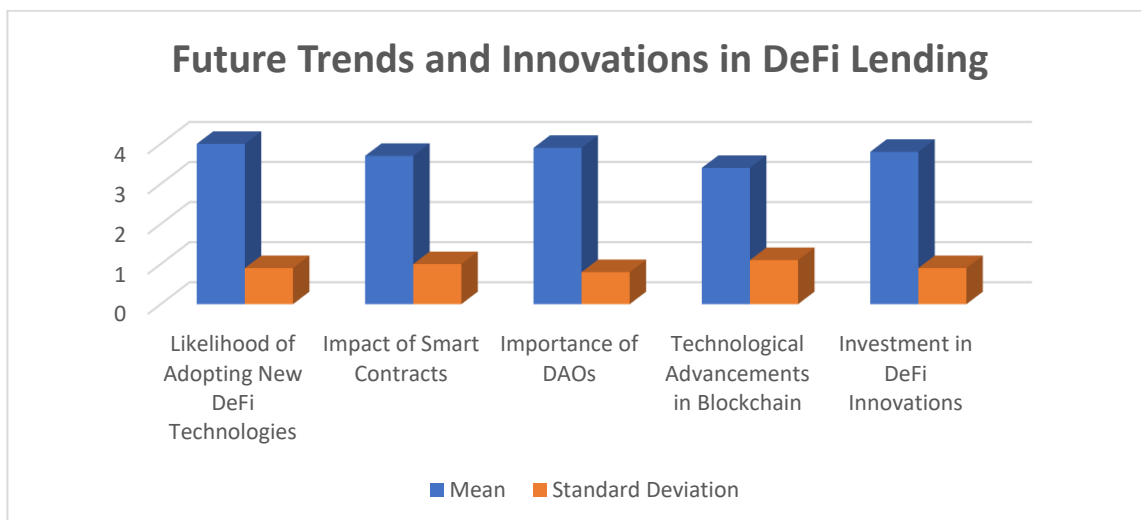 Future Trends and Innovations in DeFi Lending
4
3
2
1
0
Likelihood of
Adopting New
DeFi
Technologies
Impact of Smart
Contracts
Importance of
DAOs
Technological
Advancements
in Blockchain
Investment in
DeFi
Innovations
Mean
Standard Deviation